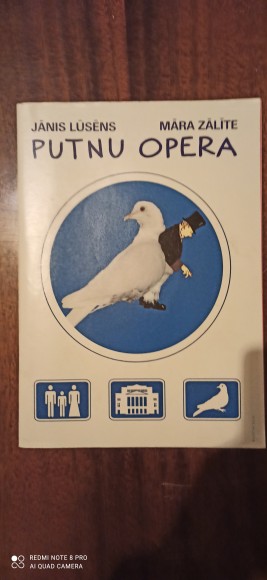 JĀNIS LŪSĒNS MĀRA ZĀLĪTE
PUTNU OPERA
REDMI NOTE 8 PRO
AI QUAD CAMERA